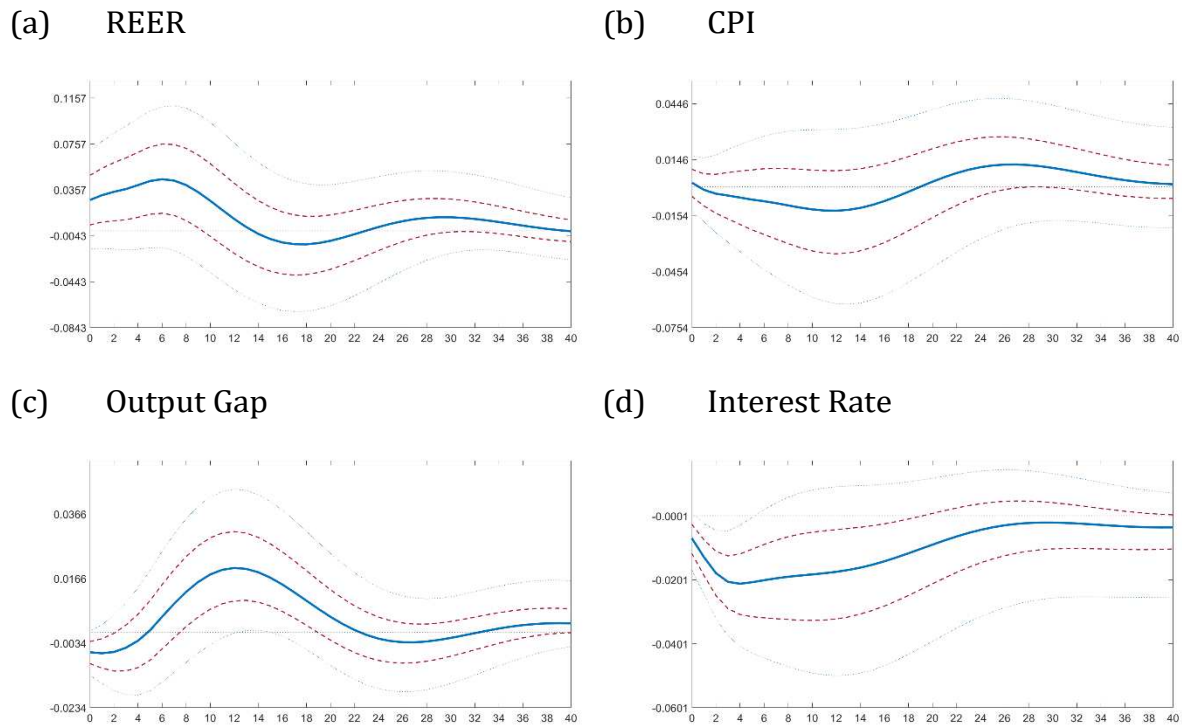 (a) REER
(b) CPI
0.1157
0.0757
0.0357
-0.0043
-0.0443
-0.0843
0 2 4 6 8 10 12 14 16 18 20 22 24 26 28 30 32 34 36 38 40
0.0446
0.0146
-0.0154
-0.0454
-0.0754
0 2 4 6 8 10 12 14 16 18 20 22 24 26 28 30 32 34 36 38 40
(c) Output Gap
(d) Interest Rate
0.0366
0.0166
-0.0034
-0.0234
0 2 4 6 8 10 12 14 16 18 20 22 24 26 28 30 32 34 36 38 40
-0.0001
-0.0201
-0.0401
-0.0601
0 2 4 6 8 10 12 14 16 18 20 22 24 26 28 30 32 34 36 38 40